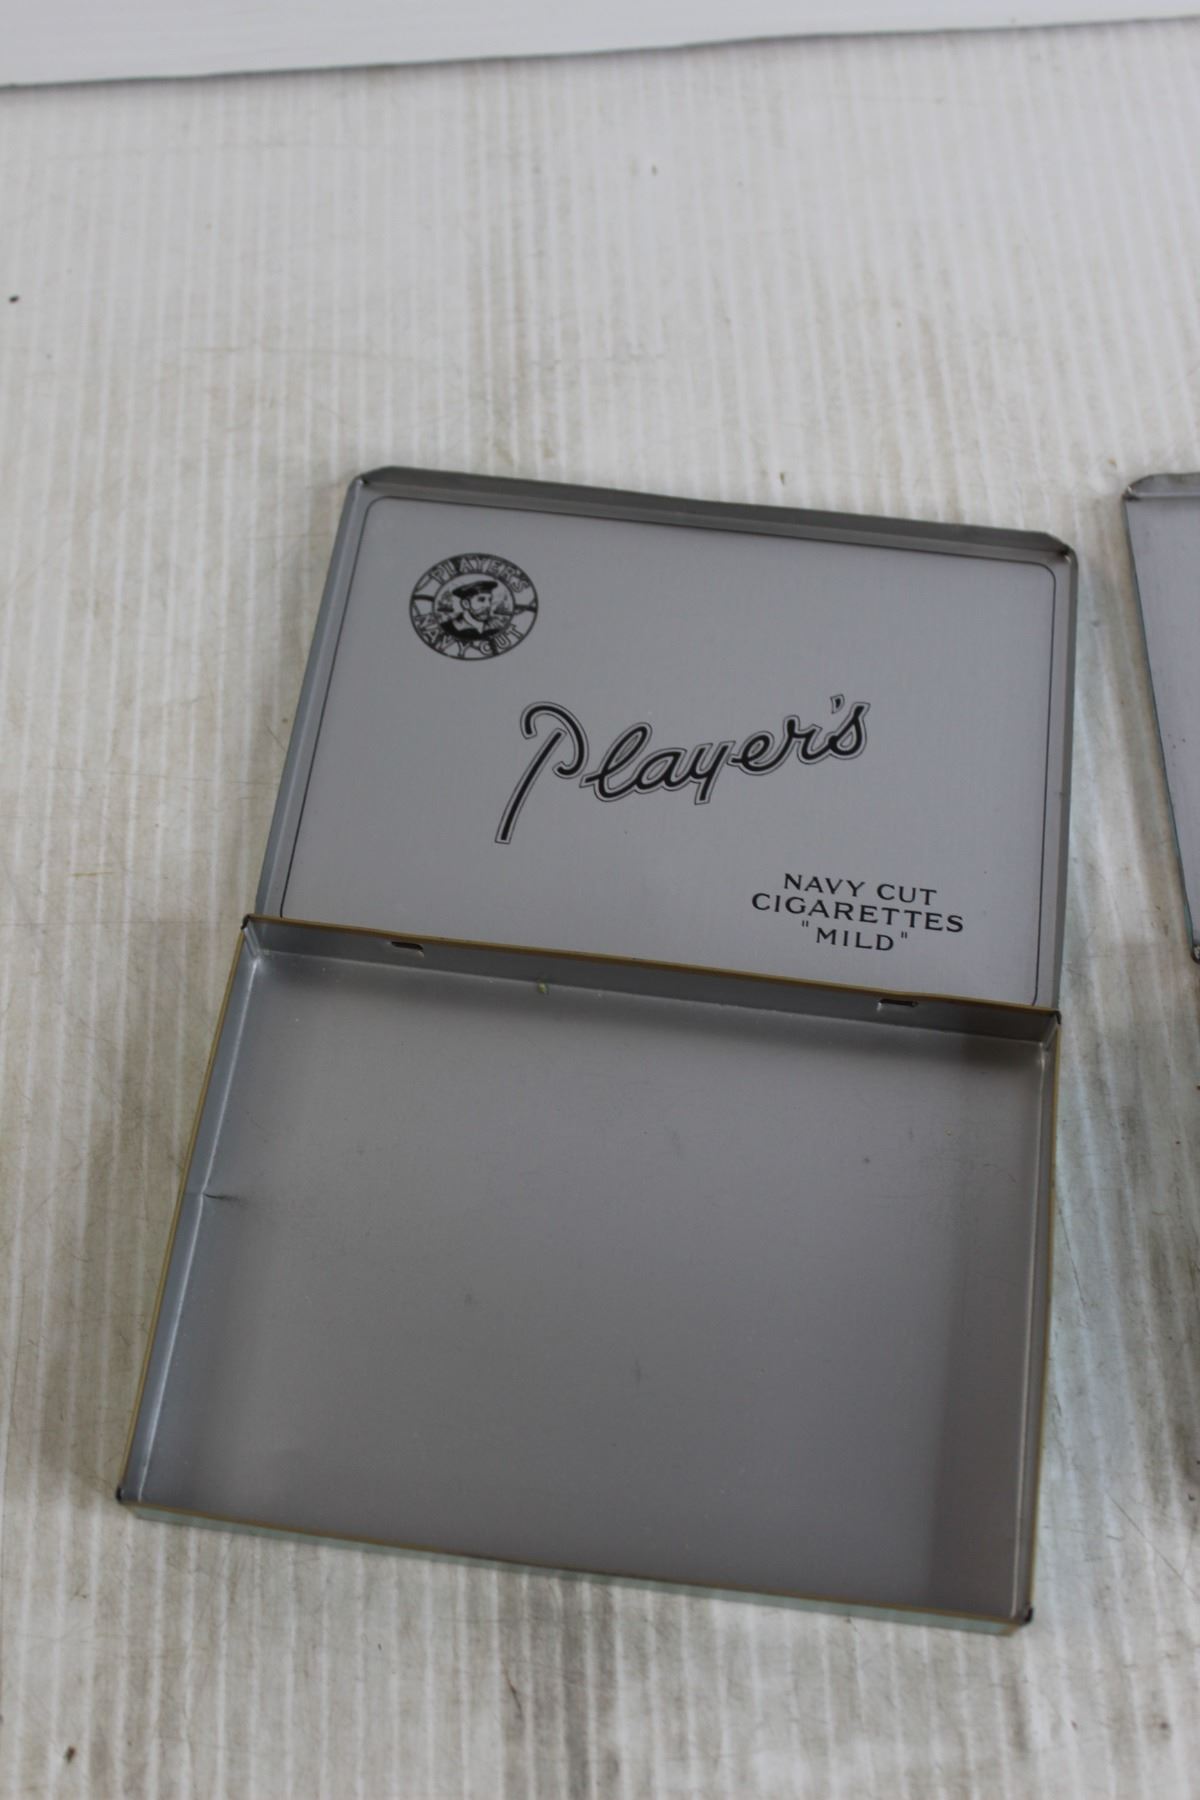 PLAYER'S
NAVY CUT
Player's
NAVY CUT
CIGARETTES
"MILD"